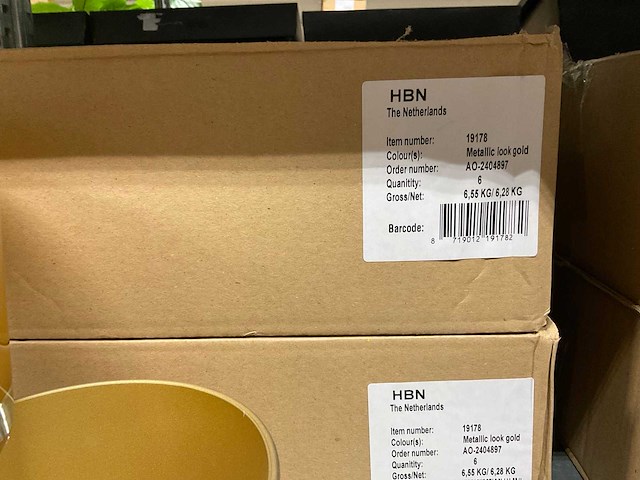 HBN
The Netherlands
Item number: 19178
Colour(s): Metallic look gold
Order number: AO-2404897
Quanitity: 6
Gross/Net: 6,55 KG/ 6,28 KG
Barcode:
8 719012 191782
HBN
The Netherlands
Item number: 19178
Colour(s): Metallic look gold
Order number: AO-2404897
Quanitity: 6
Gross/Net: 6,55 KG/ 6,28 KG